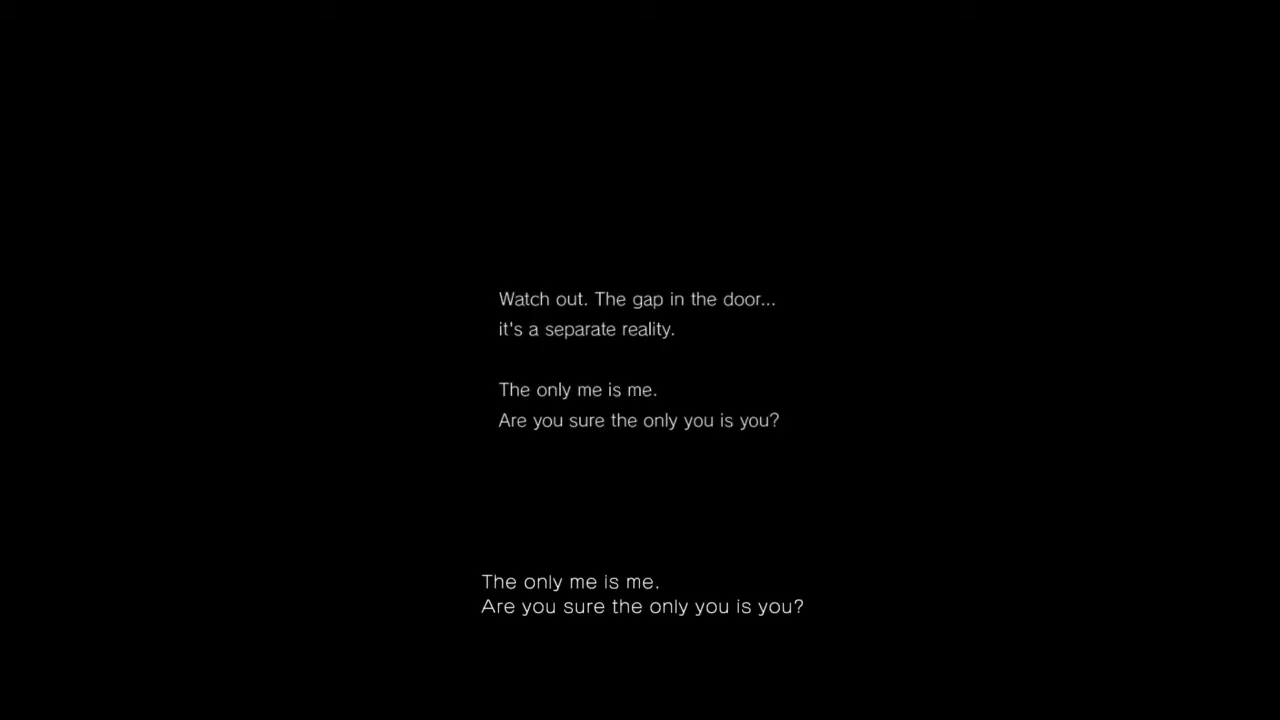 Watch out. The gap in the door...
it's a separate reality.
The only me is me.
Are you sure the only you is you?
The only me is me.
Are you sure the only you is you?